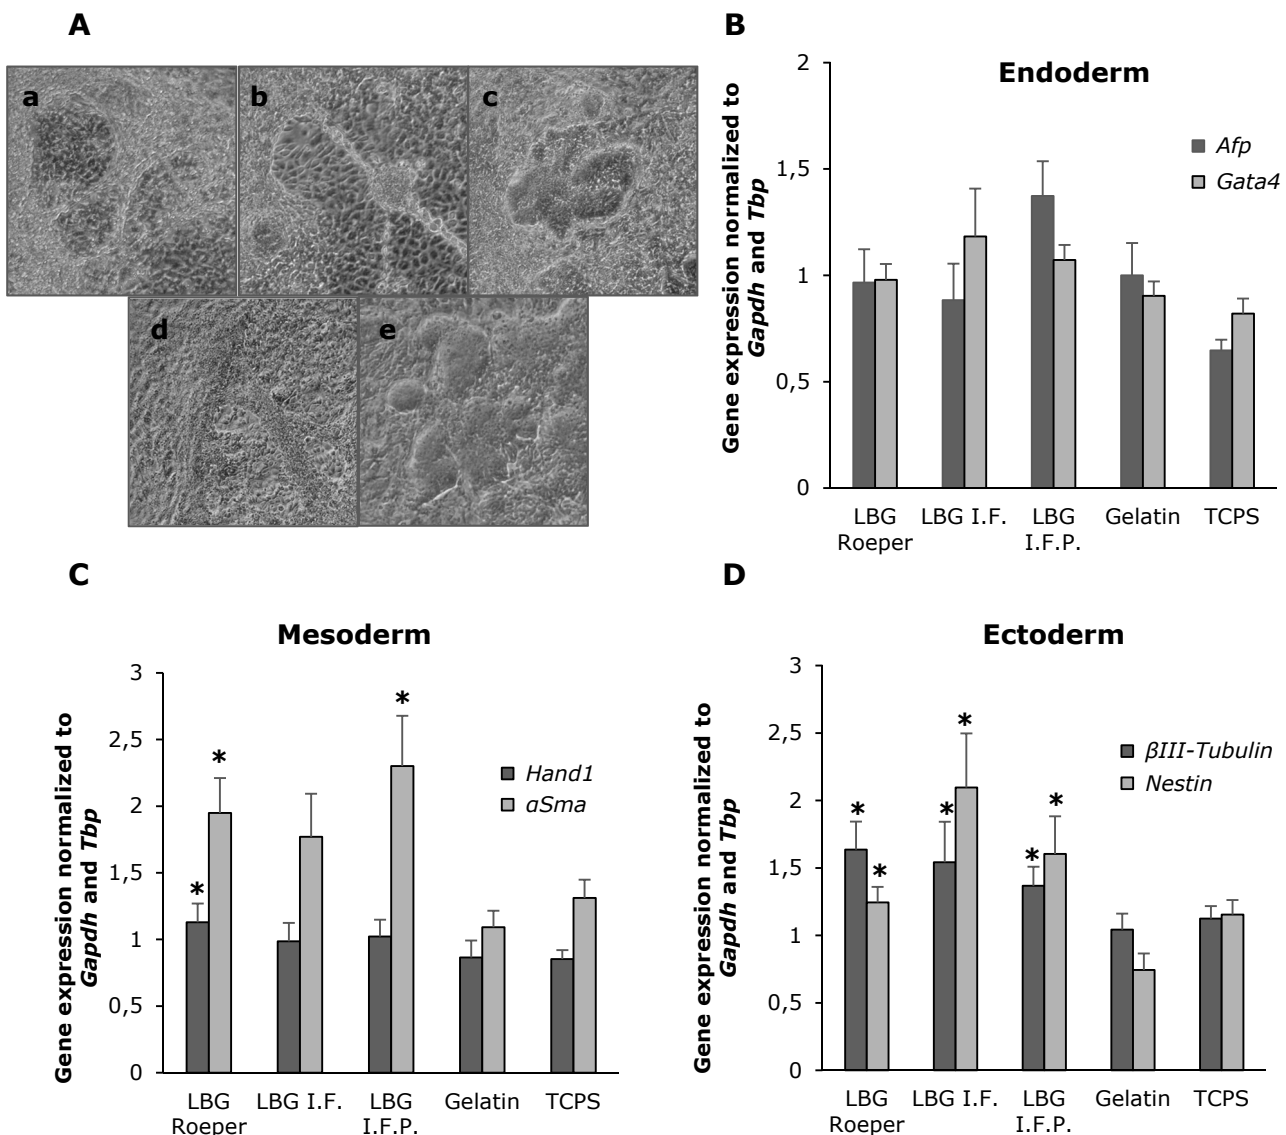 A
a
b
c
d
e
B
Endoderm
Gene expression normalized to
Gapdh and Tbp
2
1,5
1
0,5
0
Afp
Gata4
LBG
Roeper
LBG I.F.
LBG
I.F.P.
Gelatin
TCPS
C
Mesoderm
Gene expression normalized to
Gapdh and Tbp
3
2,5
2
1,5
1
0,5
0
*
*
*
Hand1
αSma
LBG
Roeper
LBG I.F.
LBG
I.F.P.
Gelatin
TCPS
D
Ectoderm
Gene expression normalized to
Gapdh and Tbp
3
2,5
2
1,5
1
0,5
0
*
*
*
*
*
*
βIII-Tubulin
Nestin
LBG
Roeper
LBG I.F.
LBG
I.F.P.
Gelatin
TCPS